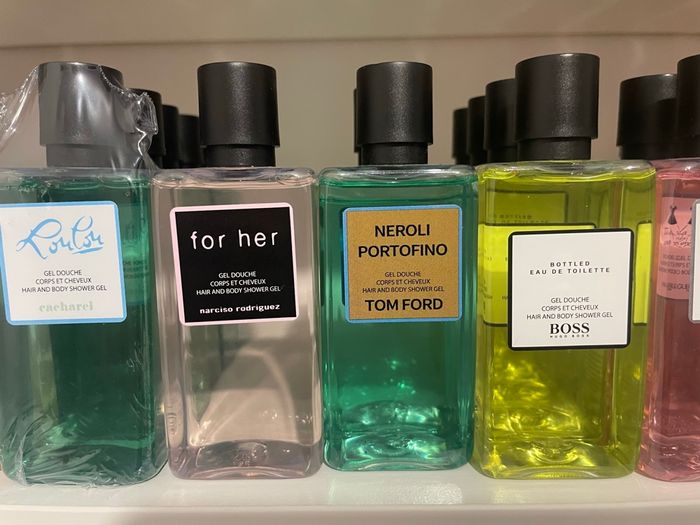 Loulou
GEL DOUCHE
CORPS ET CHEVEUX
HAIR AND BODY SHOWER GEL
cacharel
for her
GEL DOUCHE
CORPS ET CHEVEUX
HAIR AND BODY SHOWER GEL
narciso rodriguez
NEROLI
PORTOFINO
GEL DOUCHE
CORPS ET CHEVEUX
HAIR AND BODY SHOWER GEL
TOM FORD
BOTTLED
EAU DE TOILETTE
GEL DOUCHE
CORPS ET CHEVEUX
HAIR AND BODY SHOWER GEL
BOSS
HUGO BOSS